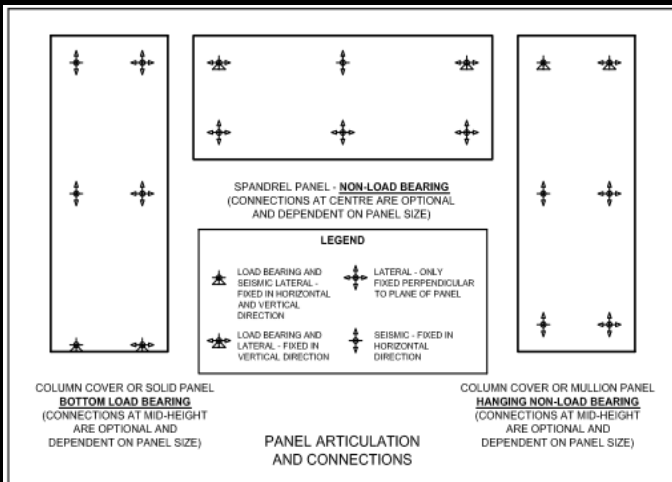 SPANDREL PANEL - NON-LOAD BEARING
(CONNECTIONS AT CENTRE ARE OPTIONAL
AND DEPENDENT ON PANEL SIZE)
LEGEND
LOAD BEARING AND
SEISMIC LATERAL -
FIXED IN HORIZONTAL
AND VERTICAL
DIRECTION
LATERAL - ONLY
FIXED PERPENDICULAR
TO PLANE OF PANEL
LOAD BEARING AND
LATERAL - FIXED IN
VERTICAL DIRECTION
SEISMIC - FIXED IN
HORIZONTAL
DIRECTION
COLUMN COVER OR SOLID PANEL
BOTTOM LOAD BEARING
(CONNECTIONS AT MID-HEIGHT
ARE OPTIONAL AND
DEPENDENT ON PANEL SIZE)
PANEL ARTICULATION
AND CONNECTIONS
COLUMN COVER OR MULLION PANEL
HANGING NON-LOAD BEARING
(CONNECTIONS AT MID-HEIGHT
ARE OPTIONAL AND
DEPENDENT ON PANEL SIZE)